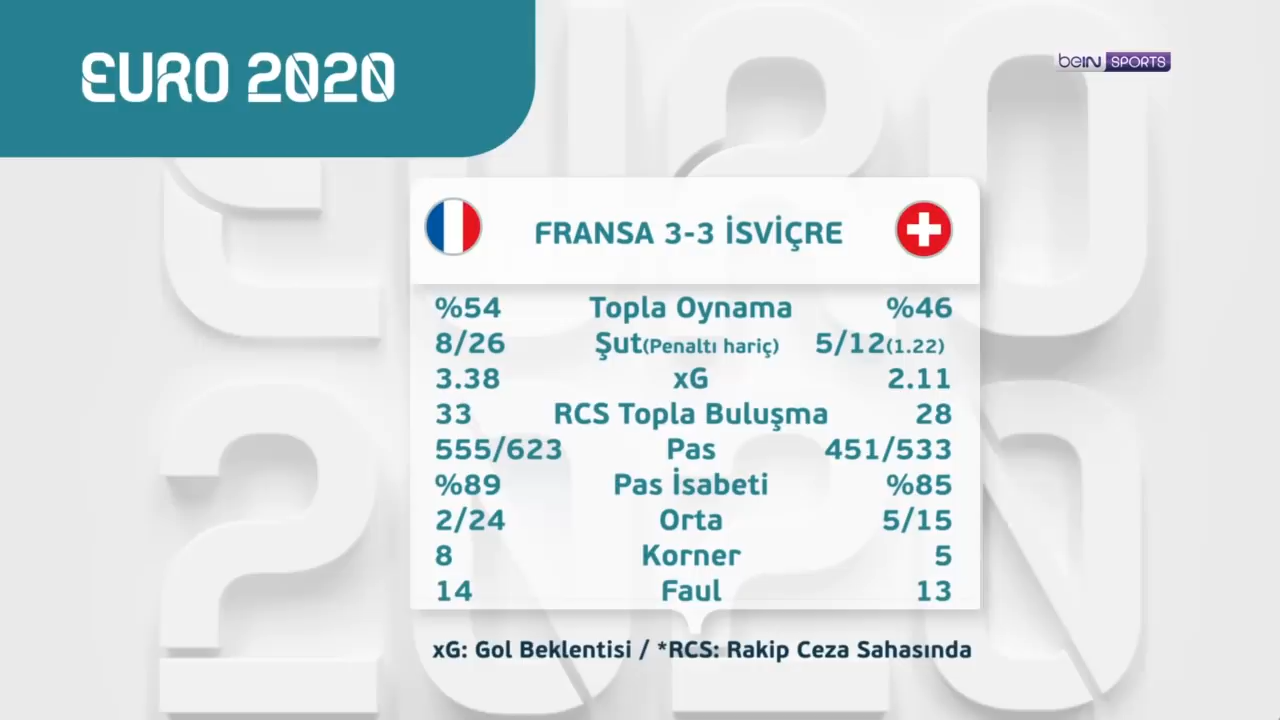 EURO 2020
beIN SPORTS
FRANSA 3-3 İSVİÇRE
%54 Topla Oynama %46
8/26 Şut(Penaltı hariç) 5/12(1.22)
3.38 xG 2.11
33 RCS Topla Buluşma 28
555/623 Pas 451/533
%89 Pas İsabeti %85
2/24 Orta 5/15
8 Korner 5
14 Faul 13
xG: Gol Beklentisi / *RCS: Rakip Ceza Sahasında